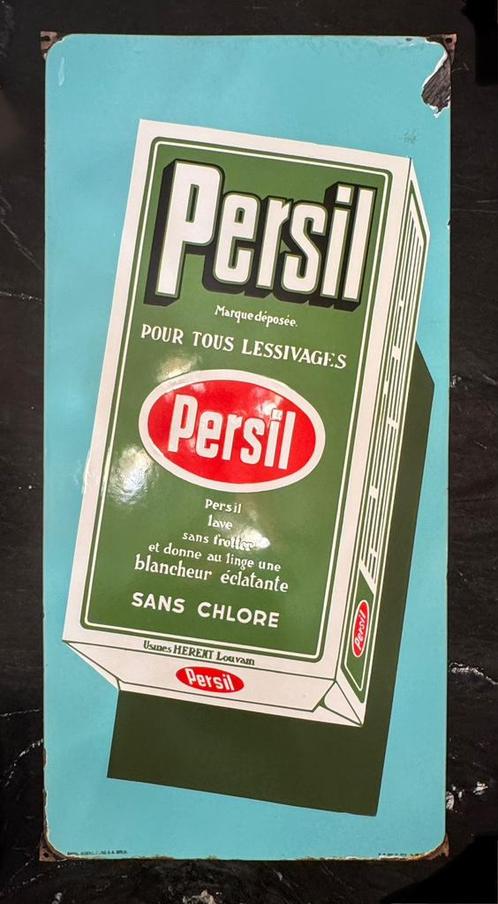 Persil
Marque déposée.
POUR TOUS LESSIVAGES
Persil
Persil
lave
sans frotter
et donne au linge une
blancheur éclatante
SANS CHLORE
Usines HERENT Louvain
Persil
Persil